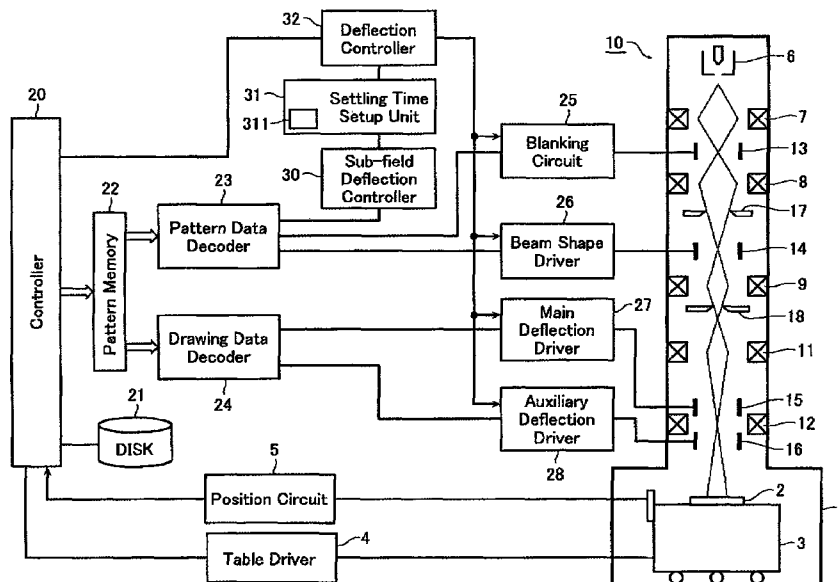 32
Deflection
Controller
31
Settling Time
Setup Unit
311
30
Sub-field
Deflection
Controller
20
Controller
22
Pattern Memory
23
Pattern Data
Decoder
Drawing Data
Decoder
24
21
DISK
5
Position Circuit
4
Table Driver
25
Blanking
Circuit
26
Beam Shape
Driver
27
Main
Deflection
Driver
Auxiliary
Deflection
Driver
28
10
6
7
13
8
17
14
9
18
11
15
12
16
2
3